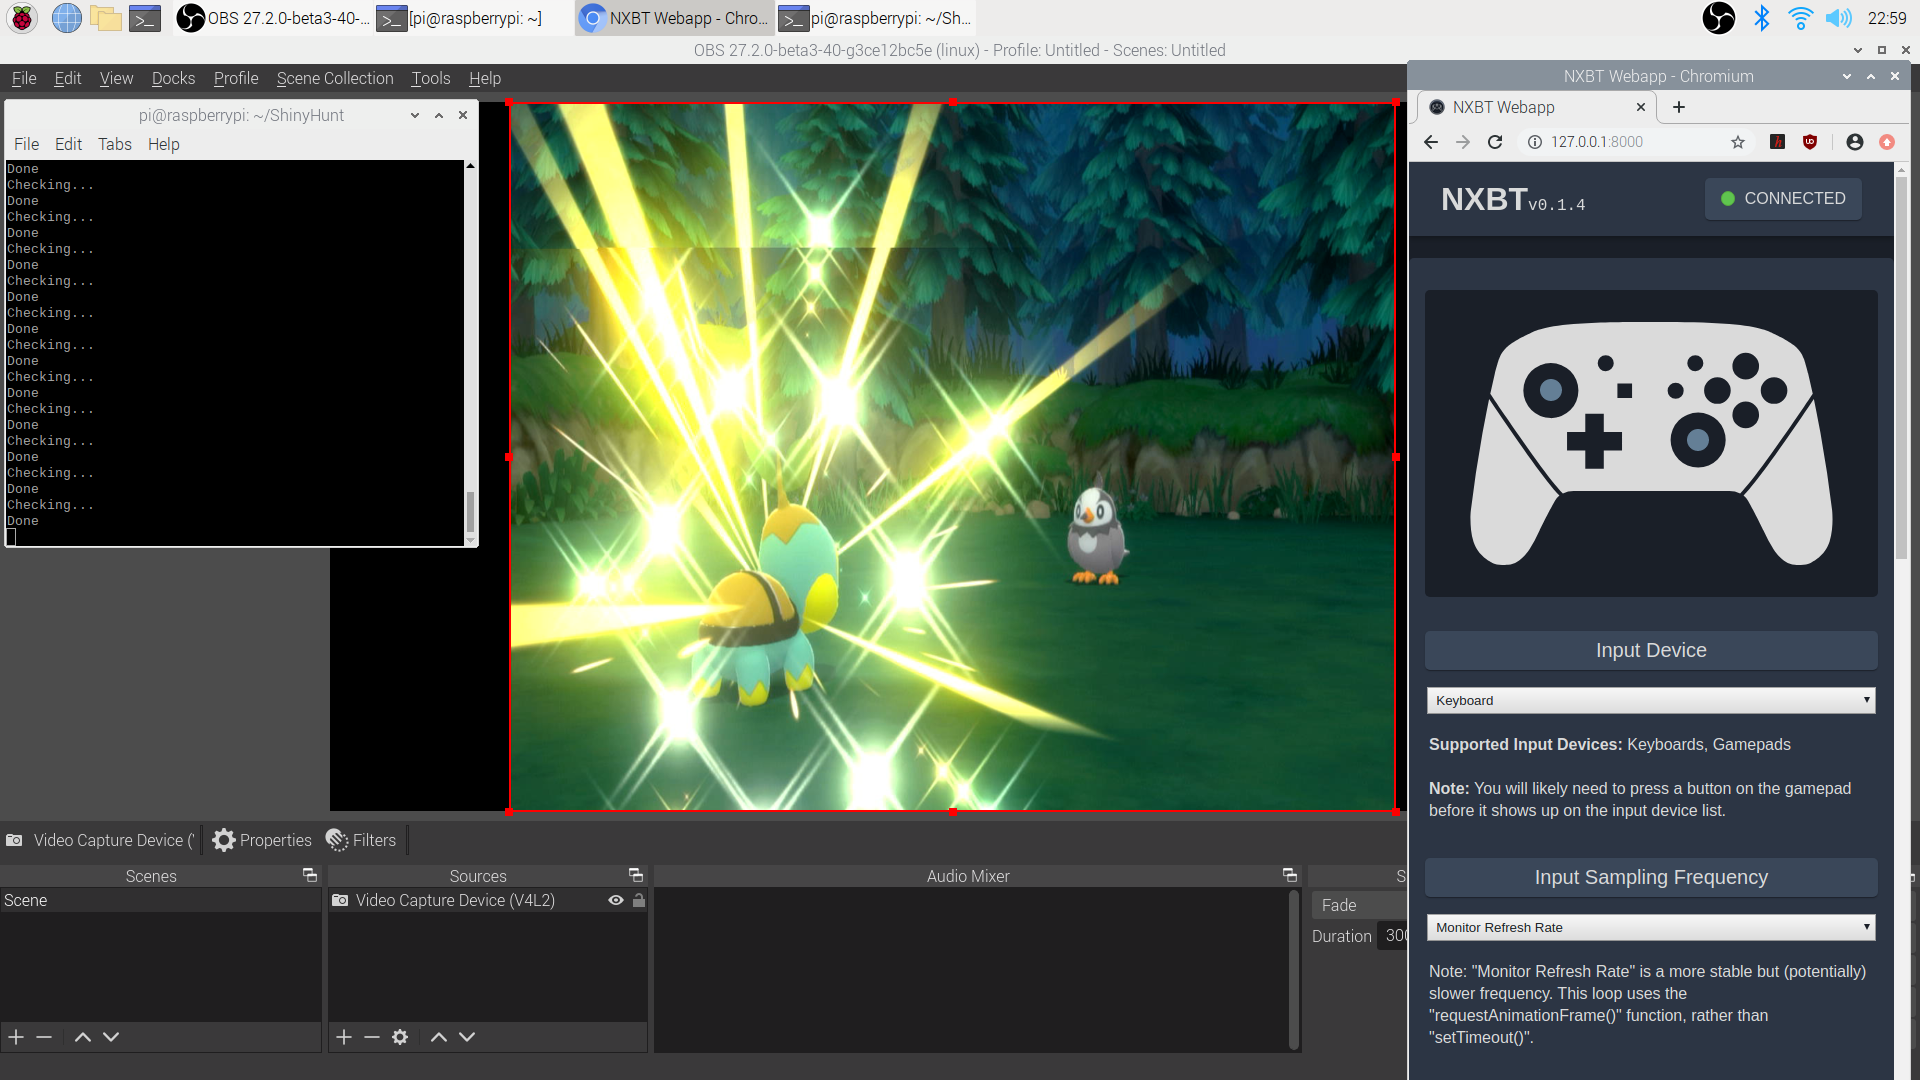 OBS 27.2.0-beta3-40-...
[pi@raspberrypi: ~]
NXBT Webapp - Chro...
pi@raspberrypi: ~/Sh...
22:59
OBS 27.2.0-beta3-40-g3ce12bc5e (linux) - Profile: Untitled - Scenes: Untitled
File Edit View Docks Profile Scene Collection Tools Help
pi@raspberrypi: ~/ShinyHunt
File Edit Tabs Help
Done
Checking...
Done
Checking...
Done
Checking...
Done
Checking...
Done
Checking...
Done
Checking...
Done
Checking...
Done
Checking...
Done
Checking...
Done
Checking...
Done
Checking...
Done
NXBT Webapp - Chromium
NXBT Webapp
127.0.0.1:8000
NXBT v0.1.4
CONNECTED
Input Device
Keyboard
Supported Input Devices: Keyboards, Gamepads
Note: You will likely need to press a button on the gamepad
before it shows up on the input device list.
Input Sampling Frequency
Monitor Refresh Rate
Note: "Monitor Refresh Rate" is a more stable but (potentially)
slower frequency. This loop uses the
"requestAnimationFrame()" function, rather than
"setTimeout()".
Video Capture Device ('
Properties
Filters
Scenes
Scene
Sources
Video Capture Device (V4L2)
Audio Mixer
S
Fade
Duration 300